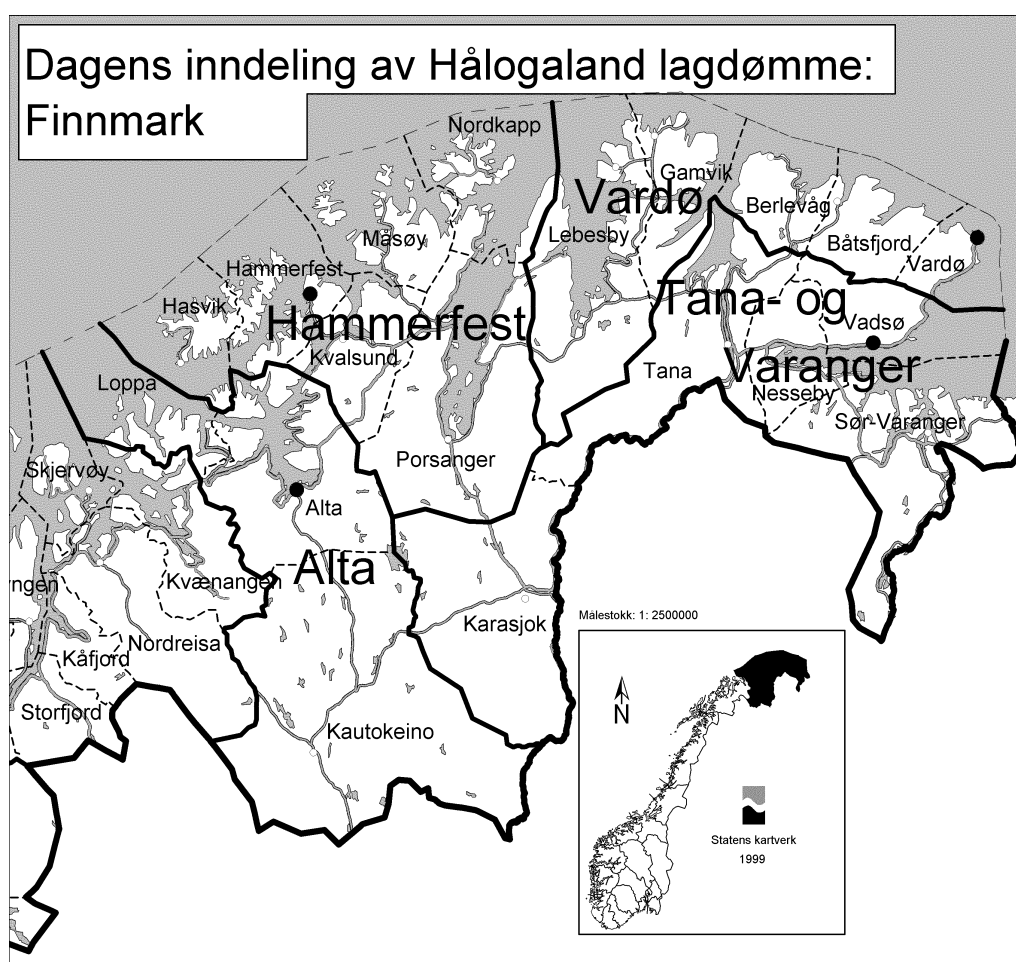 Dagens inndeling av Hålogaland lagdømme:
Finnmark
Nordkapp
Gamvik
Vardø
Berlevåg
Måsøy
Lebesby
Båtsfjord
Hammerfest
Vardø
Hasvik
Tana- og
Hammerfest
Vadsø
Kvalsund
Tana
Varanger
Loppa
Nesseby
Sør-Varanger
Porsanger
Skjervøy
Alta
Alta
Kvænangen
yngen
Karasjok
Målestokk: 1: 2500000
Nordreisa
Kåfjord
Storfjord
N
Kautokeino
Statens kartverk
1999